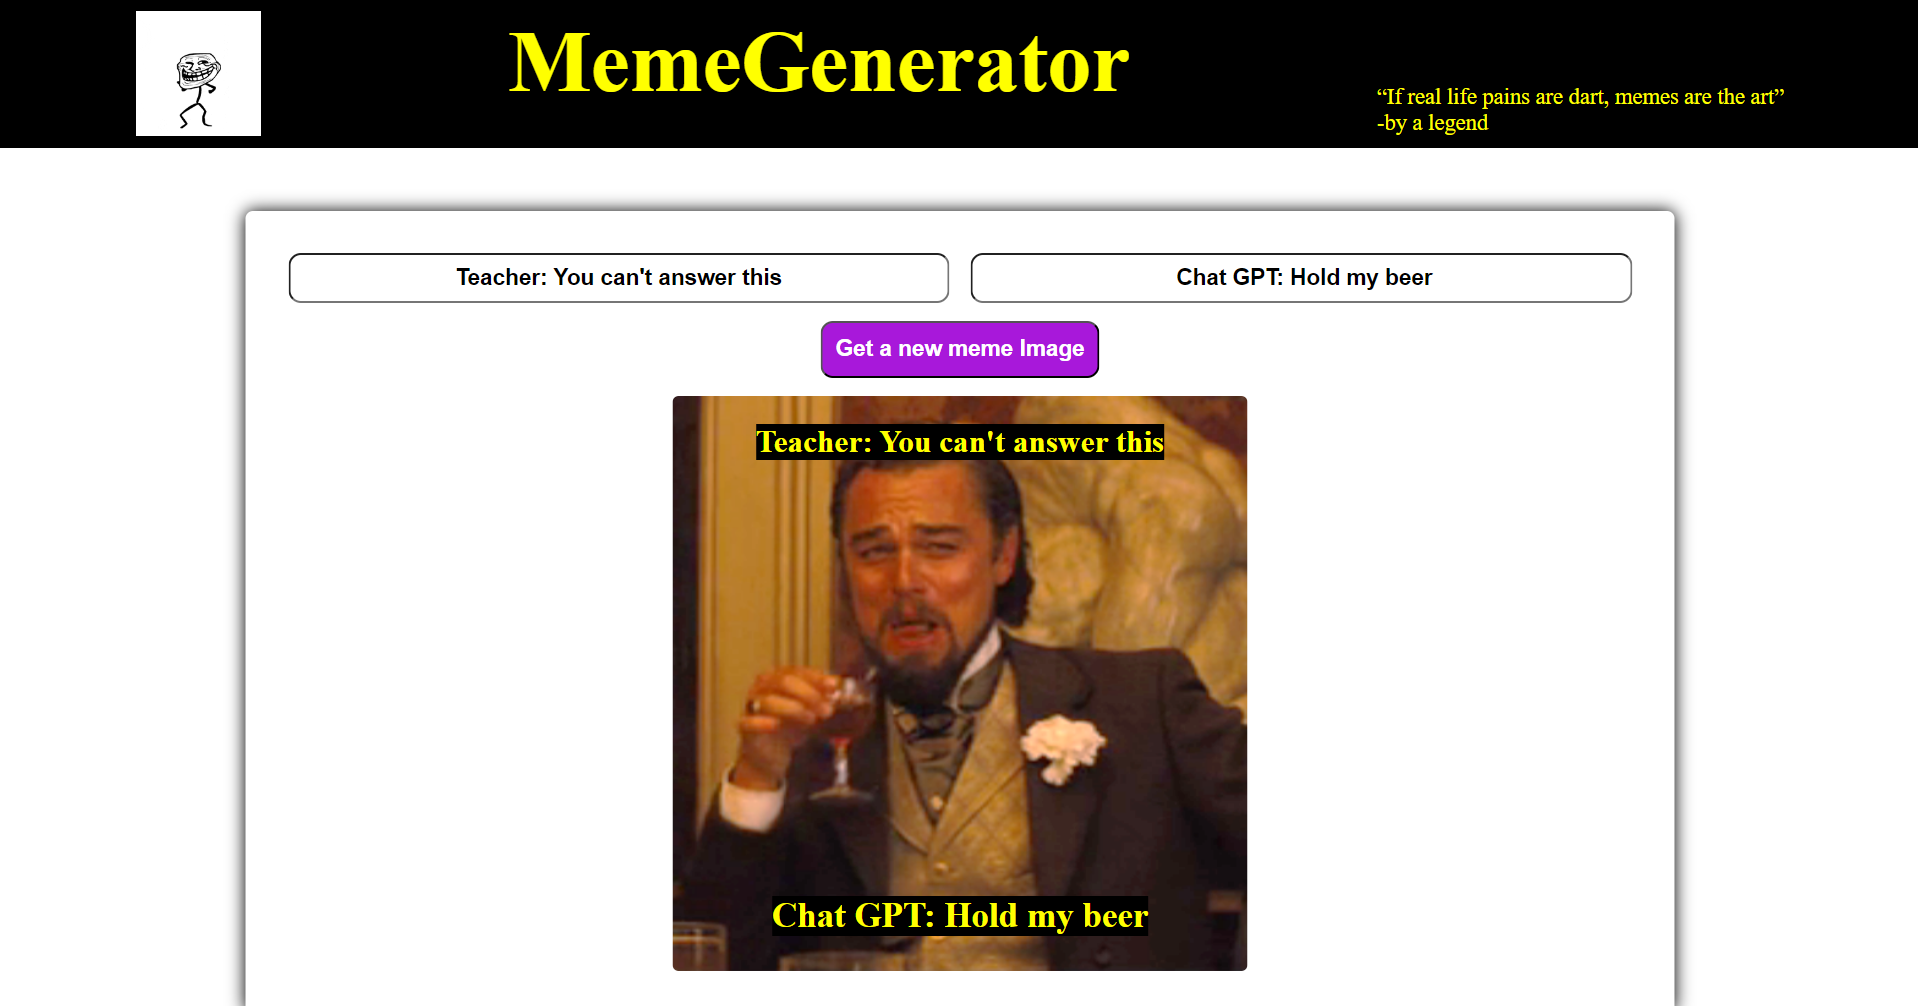 MemeGenerator
“If real life pains are dart, memes are the art”
-by a legend
Teacher: You can't answer this
Chat GPT: Hold my beer
Get a new meme Image
Teacher: You can't answer this
Chat GPT: Hold my beer